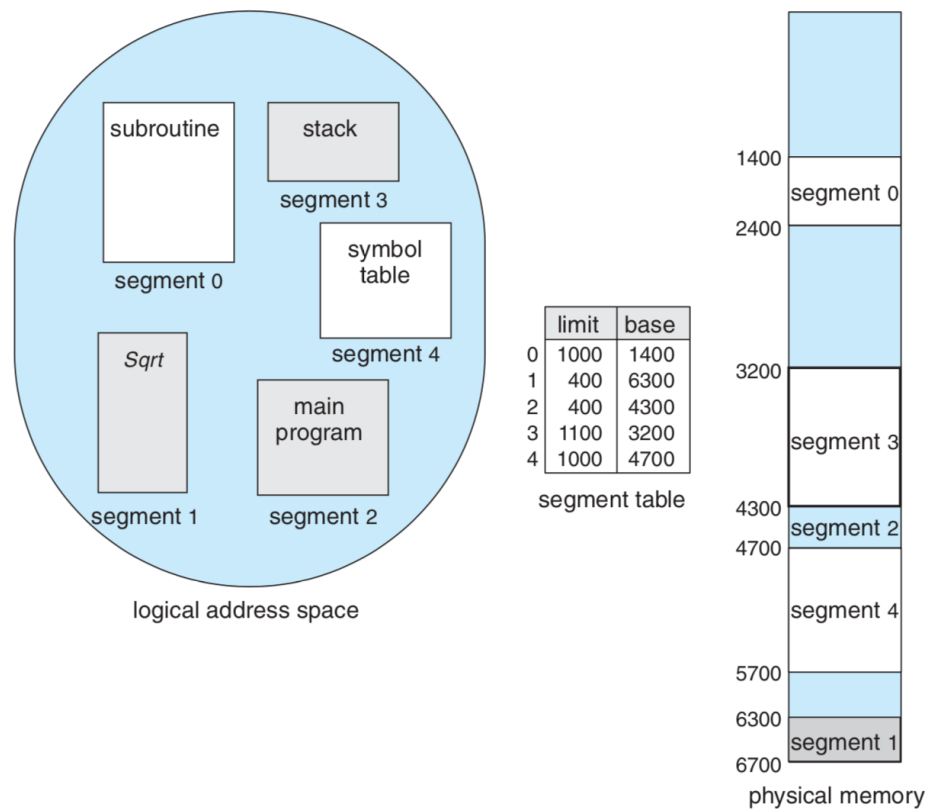 subroutine
segment 0
stack
segment 3
symbol
table
segment 4
Sqrt
segment 1
main
program
segment 2
logical address space
limit base
0 1000 1400
1 400 6300
2 400 4300
3 1100 3200
4 1000 4700
segment table
1400
segment 0
2400
3200
segment 3
4300
segment 2
4700
segment 4
5700
6300
segment 1
6700
physical memory